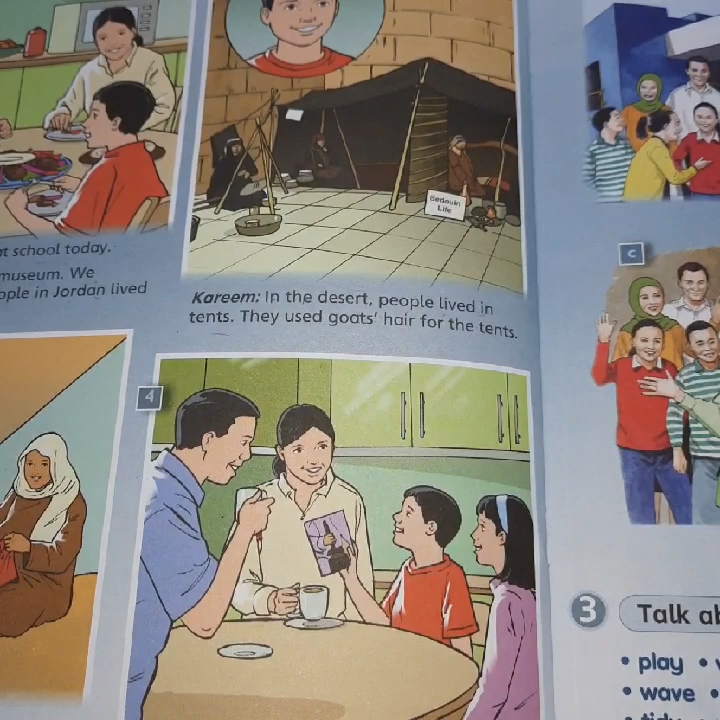 t school today.
museum. We
ople in Jordan lived
Bedouin
Life
Kareem: In the desert, people lived in
tents. They used goats' hair for the tents.
4
c
3 Talk ab
• play •
• wave •